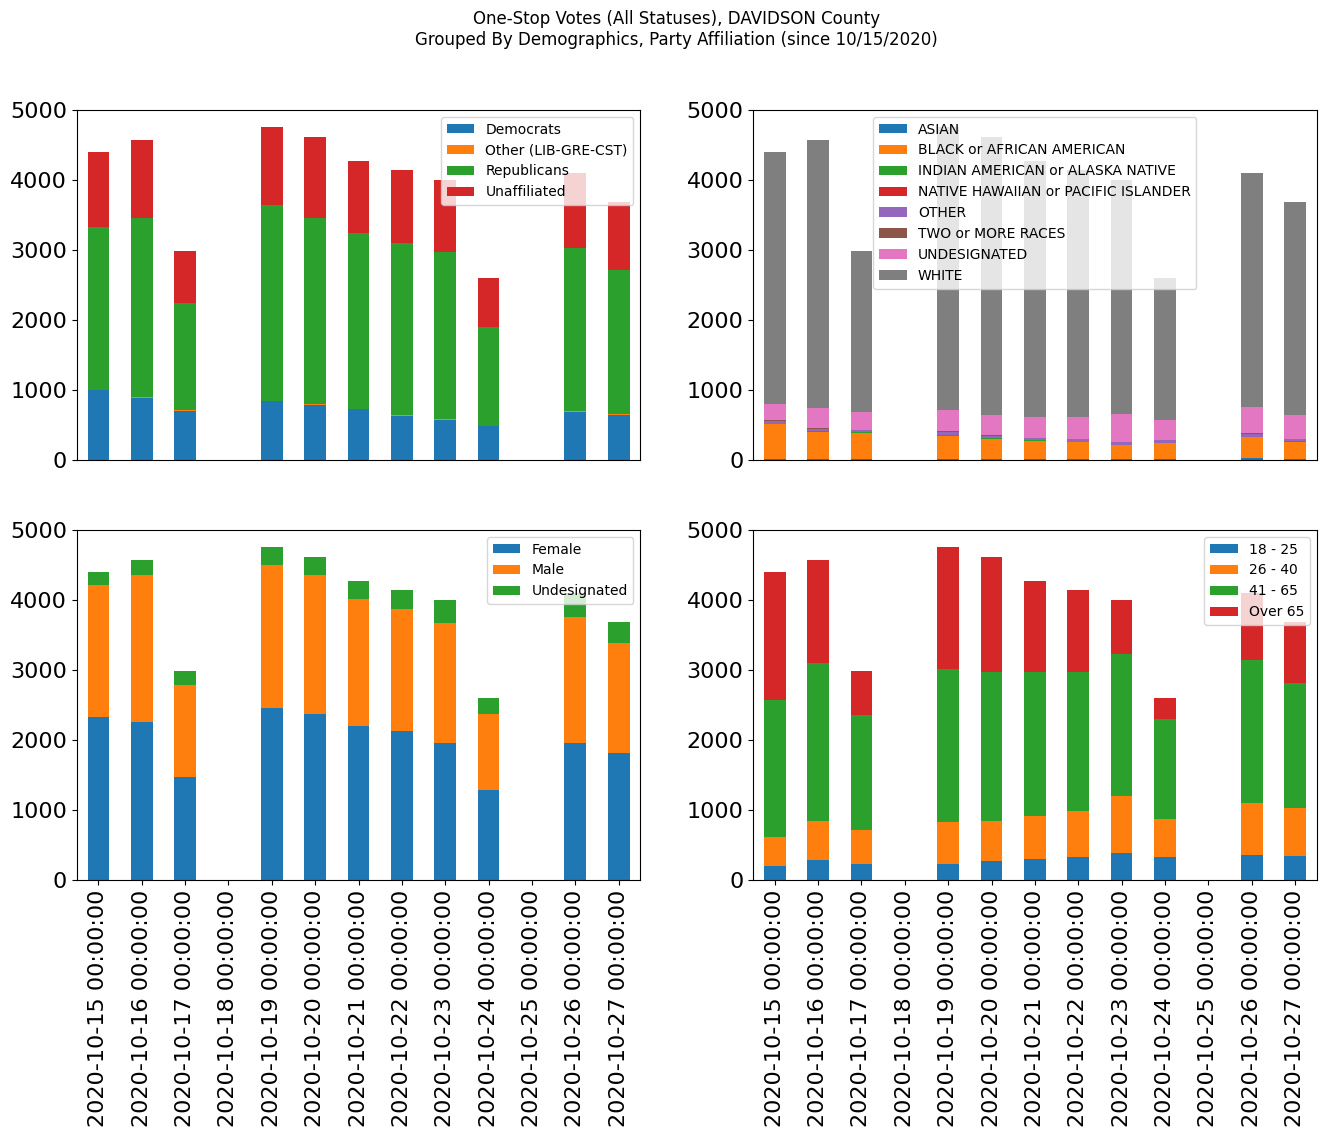 One-Stop Votes (All Statuses), DAVIDSON County
Grouped By Demographics, Party Affiliation (since 10/15/2020)
5000
4000
3000
2000
1000
0
Democrats
Other (LIB-GRE-CST)
Republicans
Unaffiliated
5000
4000
3000
2000
1000
0
ASIAN
BLACK or AFRICAN AMERICAN
INDIAN AMERICAN or ALASKA NATIVE
NATIVE HAWAIIAN or PACIFIC ISLANDER
OTHER
TWO or MORE RACES
UNDESIGNATED
WHITE
5000
4000
3000
2000
1000
0
Female
Male
Undesignated
2020-10-15 00:00:00
2020-10-16 00:00:00
2020-10-17 00:00:00
2020-10-18 00:00:00
2020-10-19 00:00:00
2020-10-20 00:00:00
2020-10-21 00:00:00
2020-10-22 00:00:00
2020-10-23 00:00:00
2020-10-24 00:00:00
2020-10-25 00:00:00
2020-10-26 00:00:00
2020-10-27 00:00:00
5000
4000
3000
2000
1000
0
18 - 25
26 - 40
41 - 65
Over 65
2020-10-15 00:00:00
2020-10-16 00:00:00
2020-10-17 00:00:00
2020-10-18 00:00:00
2020-10-19 00:00:00
2020-10-20 00:00:00
2020-10-21 00:00:00
2020-10-22 00:00:00
2020-10-23 00:00:00
2020-10-24 00:00:00
2020-10-25 00:00:00
2020-10-26 00:00:00
2020-10-27 00:00:00